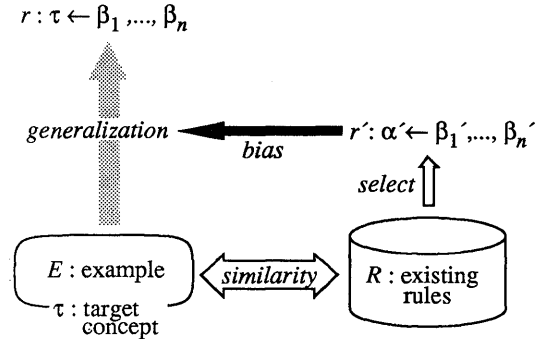 r : τ ← β₁ ,..., βₙ
generalization
bias
r′ : α′ ← β₁′,..., βₙ′
select
E : example
τ : target
concept
similarity
R : existing
rules